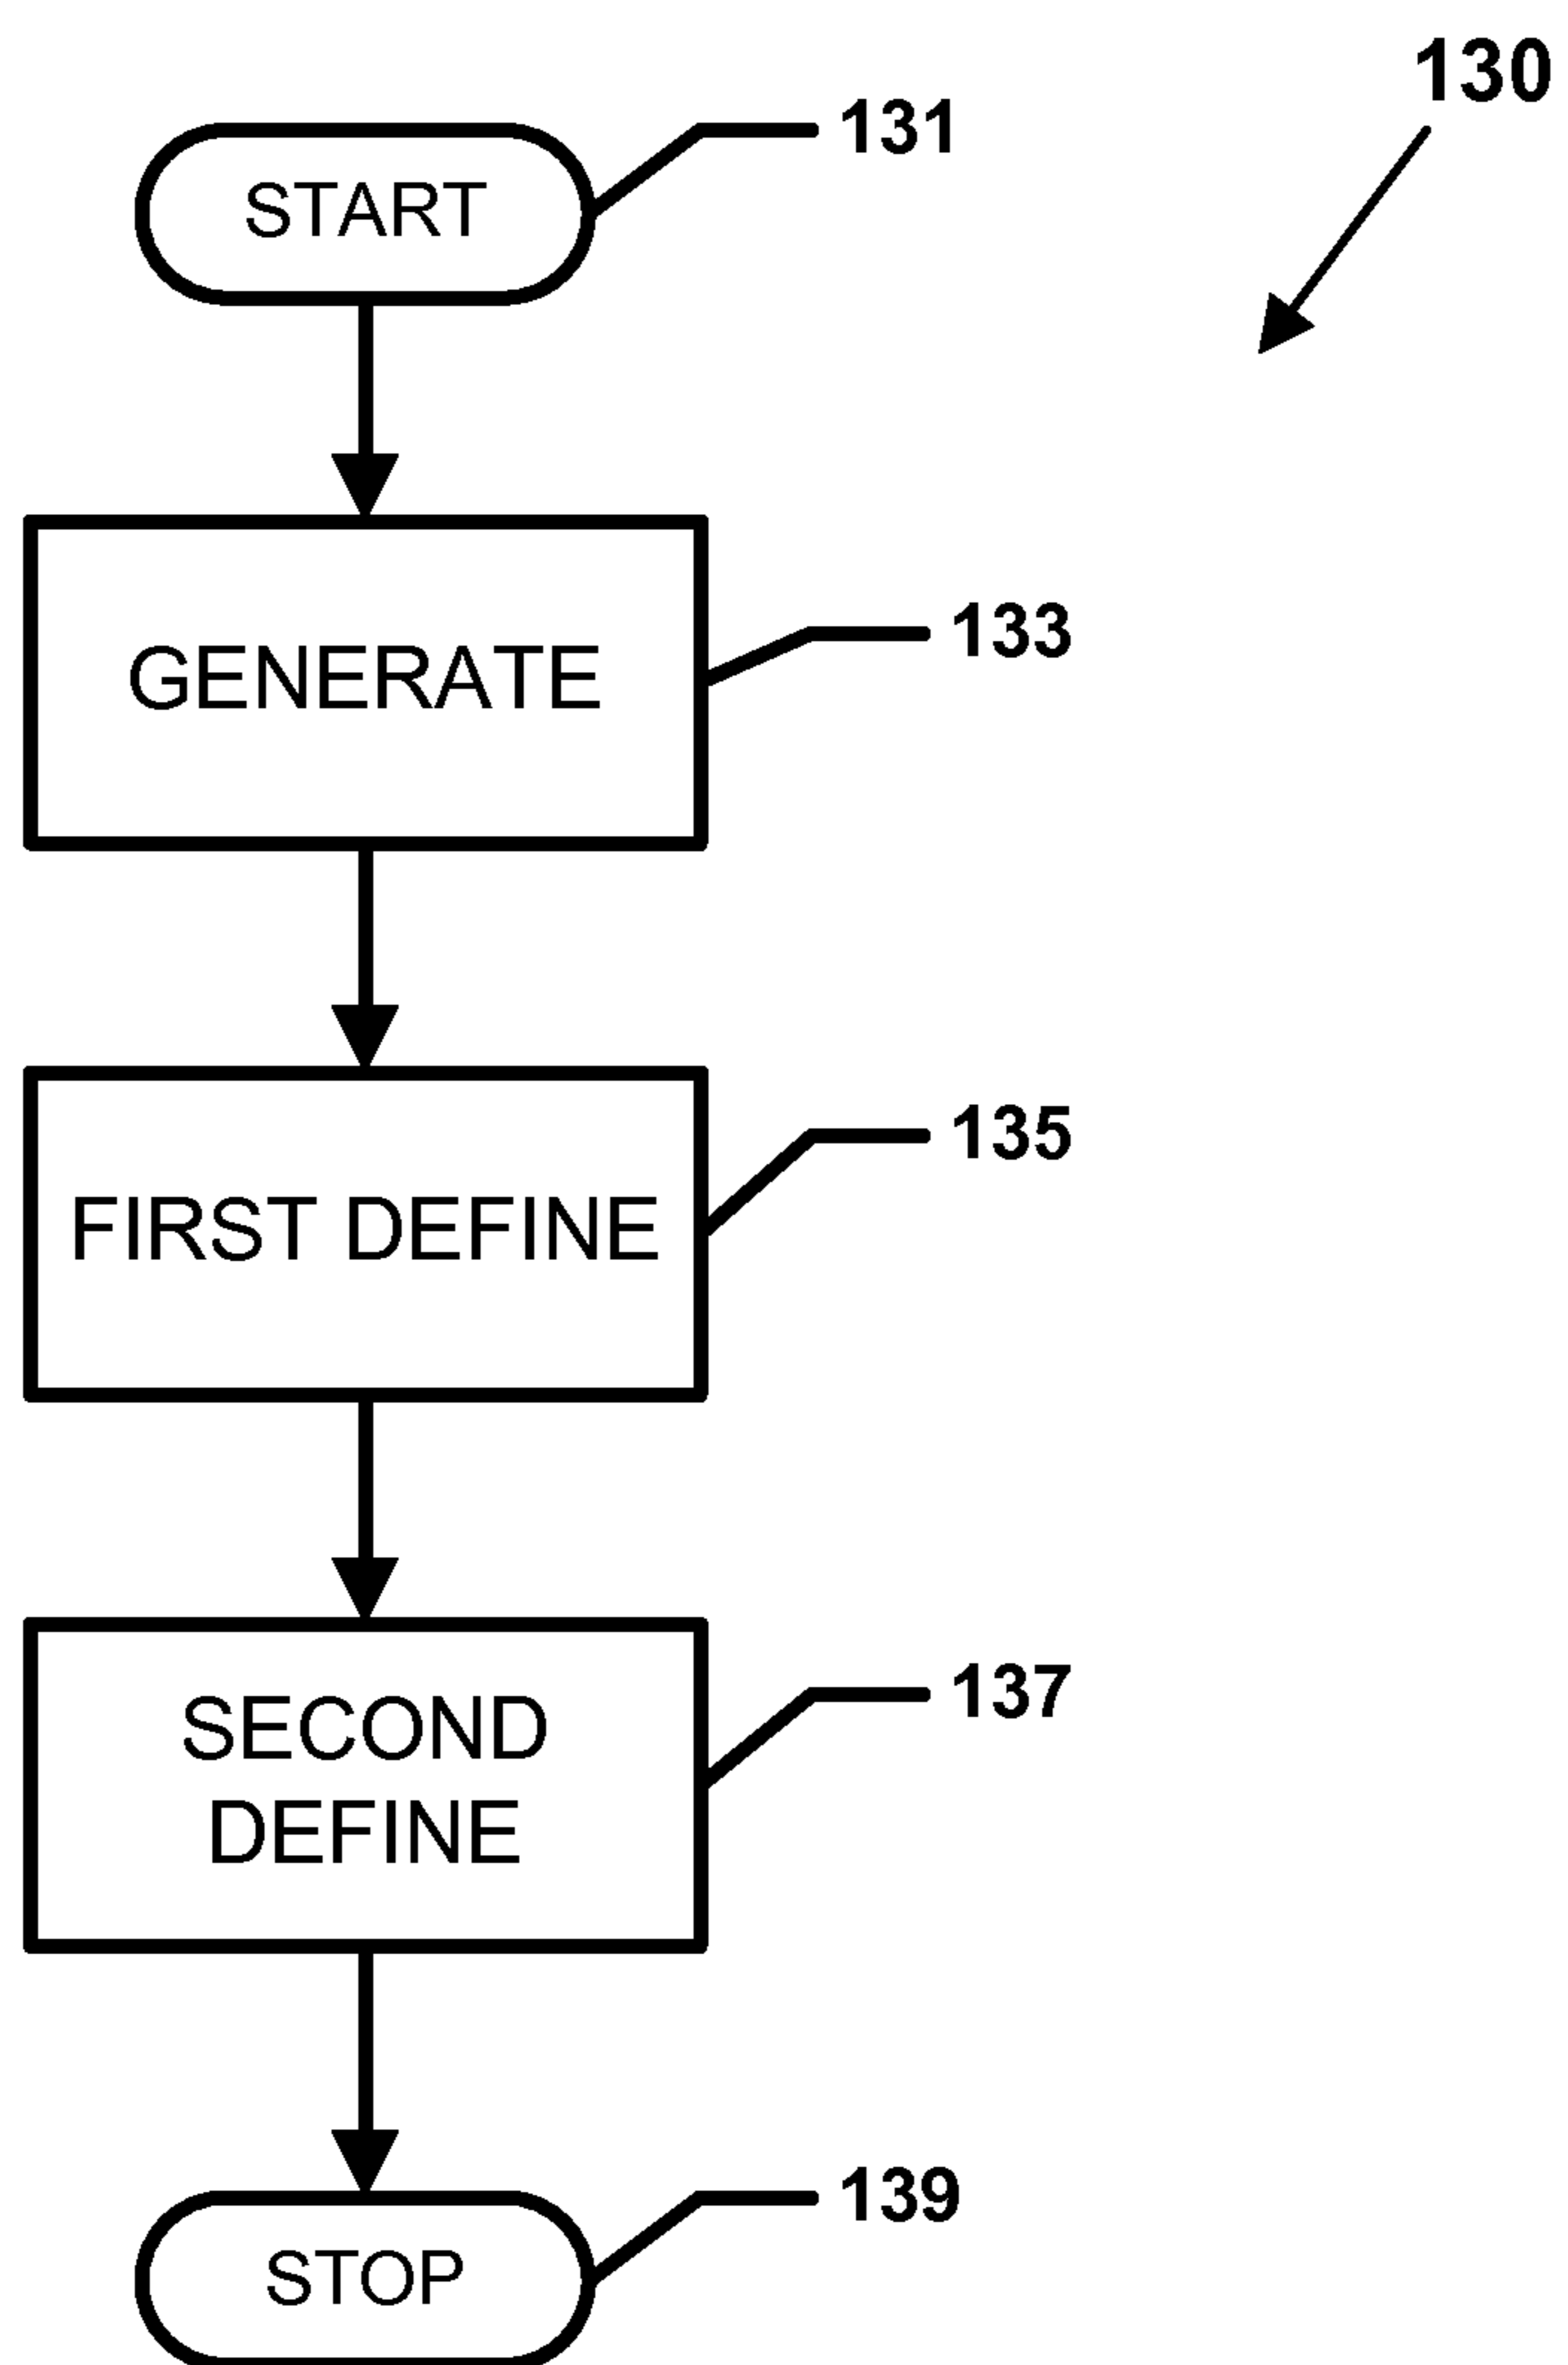 130
131
START
GENERATE
133
FIRST DEFINE
135
SECOND
DEFINE
137
STOP
139